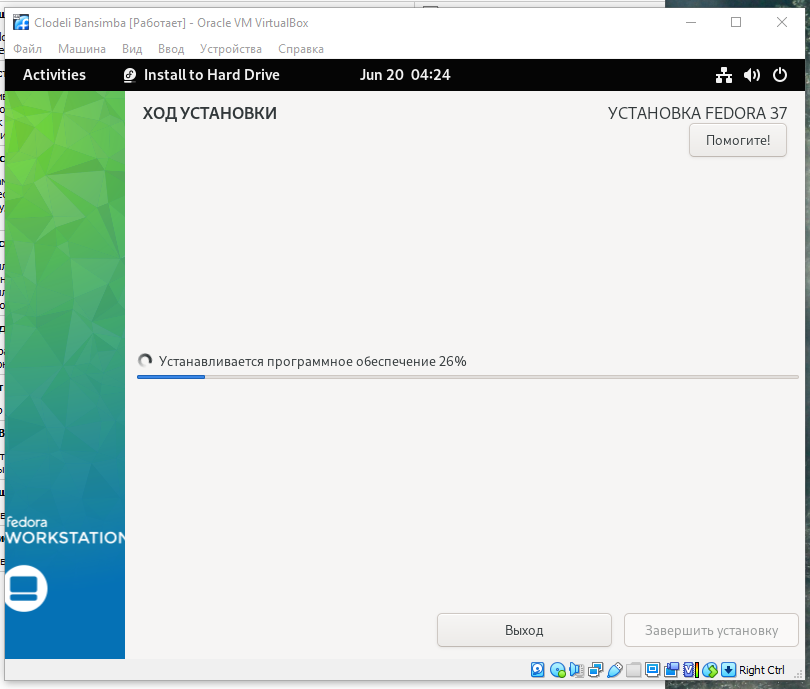 Clodeli Bansimba [Работает] - Oracle VM VirtualBox
Файл Машина Вид Ввод Устройства Справка
Activities Install to Hard Drive Jun 20 04:24
ХОД УСТАНОВКИ УСТАНОВКА FEDORA 37
Помогите!
Устанавливается программное обеспечение 26%
fedora
WORKSTATION
Выход Завершить установку
Right Ctrl